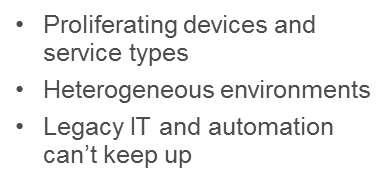 • Proliferating devices and
service types
• Heterogeneous environments
• Legacy IT and automation
can’t keep up